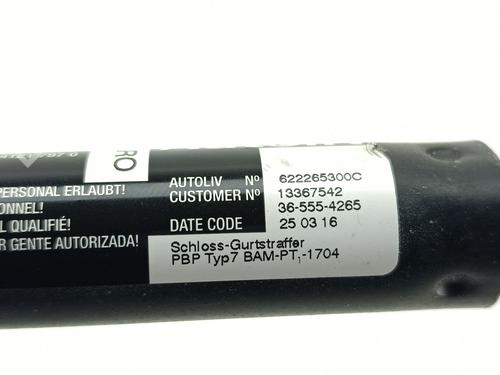 RO
PERSONAL ERLAUBT!
ONNEL!
L QUALIFIÉ!
R GENTE AUTORIZADA!
AUTOLIV Nº 622265300C
CUSTOMER Nº 13367542
36-555-4265
DATE CODE 25 03 16
Schloss-Gurtstraffer
PBP Typ7 BAM-PT₁-1704